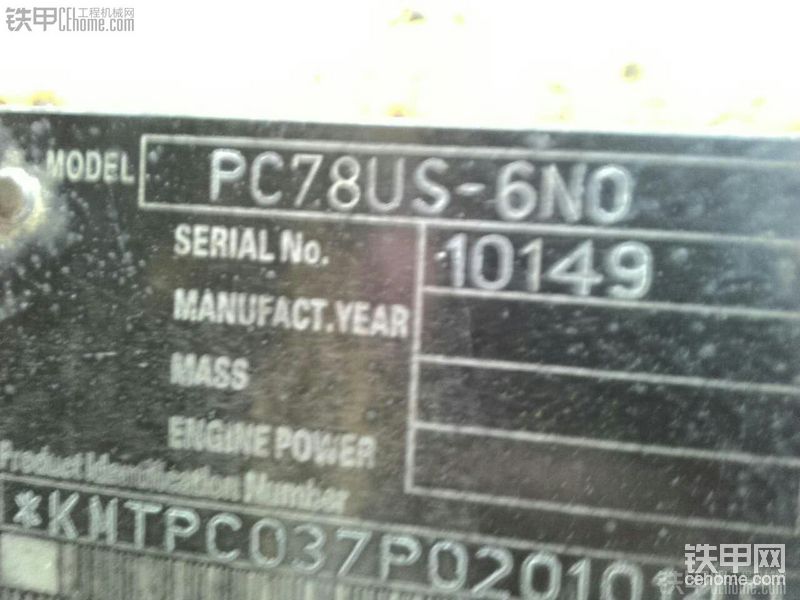 铁甲 工程机械网
CEhome.com
MODEL PC78US-6N0
SERIAL No. 10149
MANUFACT.YEAR
MASS
ENGINE POWER
Product Identification Number
*KMTPC037P02010
铁甲网
cehome.com